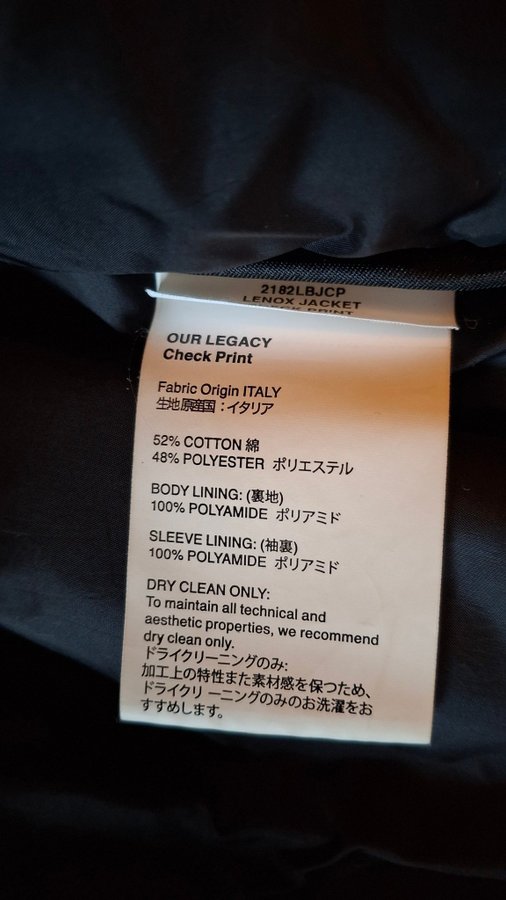 2182LBJCP
LENOX JACKET
CHECK PRINT
OUR LEGACY
Check Print
Fabric Origin ITALY
生地原産国：イタリア
52% COTTON 綿
48% POLYESTER ポリエステル
BODY LINING: (裏地)
100% POLYAMIDE ポリアミド
SLEEVE LINING: (袖裏)
100% POLYAMIDE ポリアミド
DRY CLEAN ONLY:
To maintain all technical and
aesthetic properties, we recommend
dry clean only.
ドライクリーニングのみ:
加工上の特性また素材感を保つため、
ドライクリ ーニングのみのお洗濯をお
すすめします。